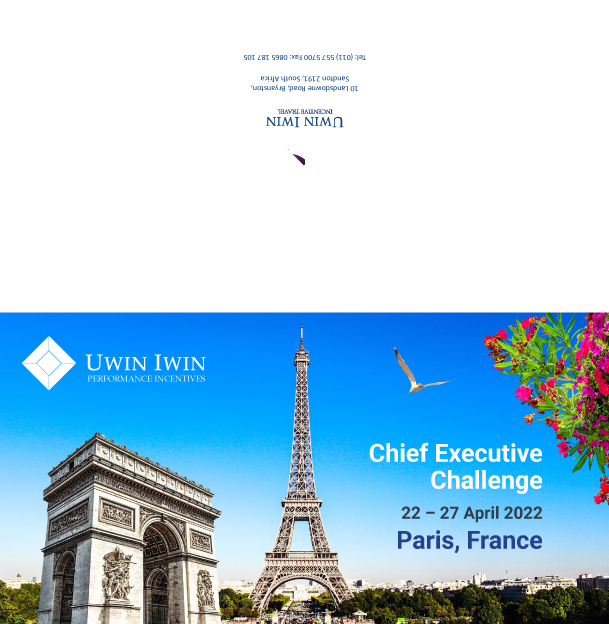 Tel: (011) 557 5700 Fax: 0865 187 105
Sandton 2191, South Africa
10 Landsdowne Road, Bryanston,
INCENTIVE TRAVEL
UWIN IWIN
UWIN IWIN
PERFORMANCE INCENTIVES
Chief Executive
Challenge
22 – 27 April 2022
Paris, France